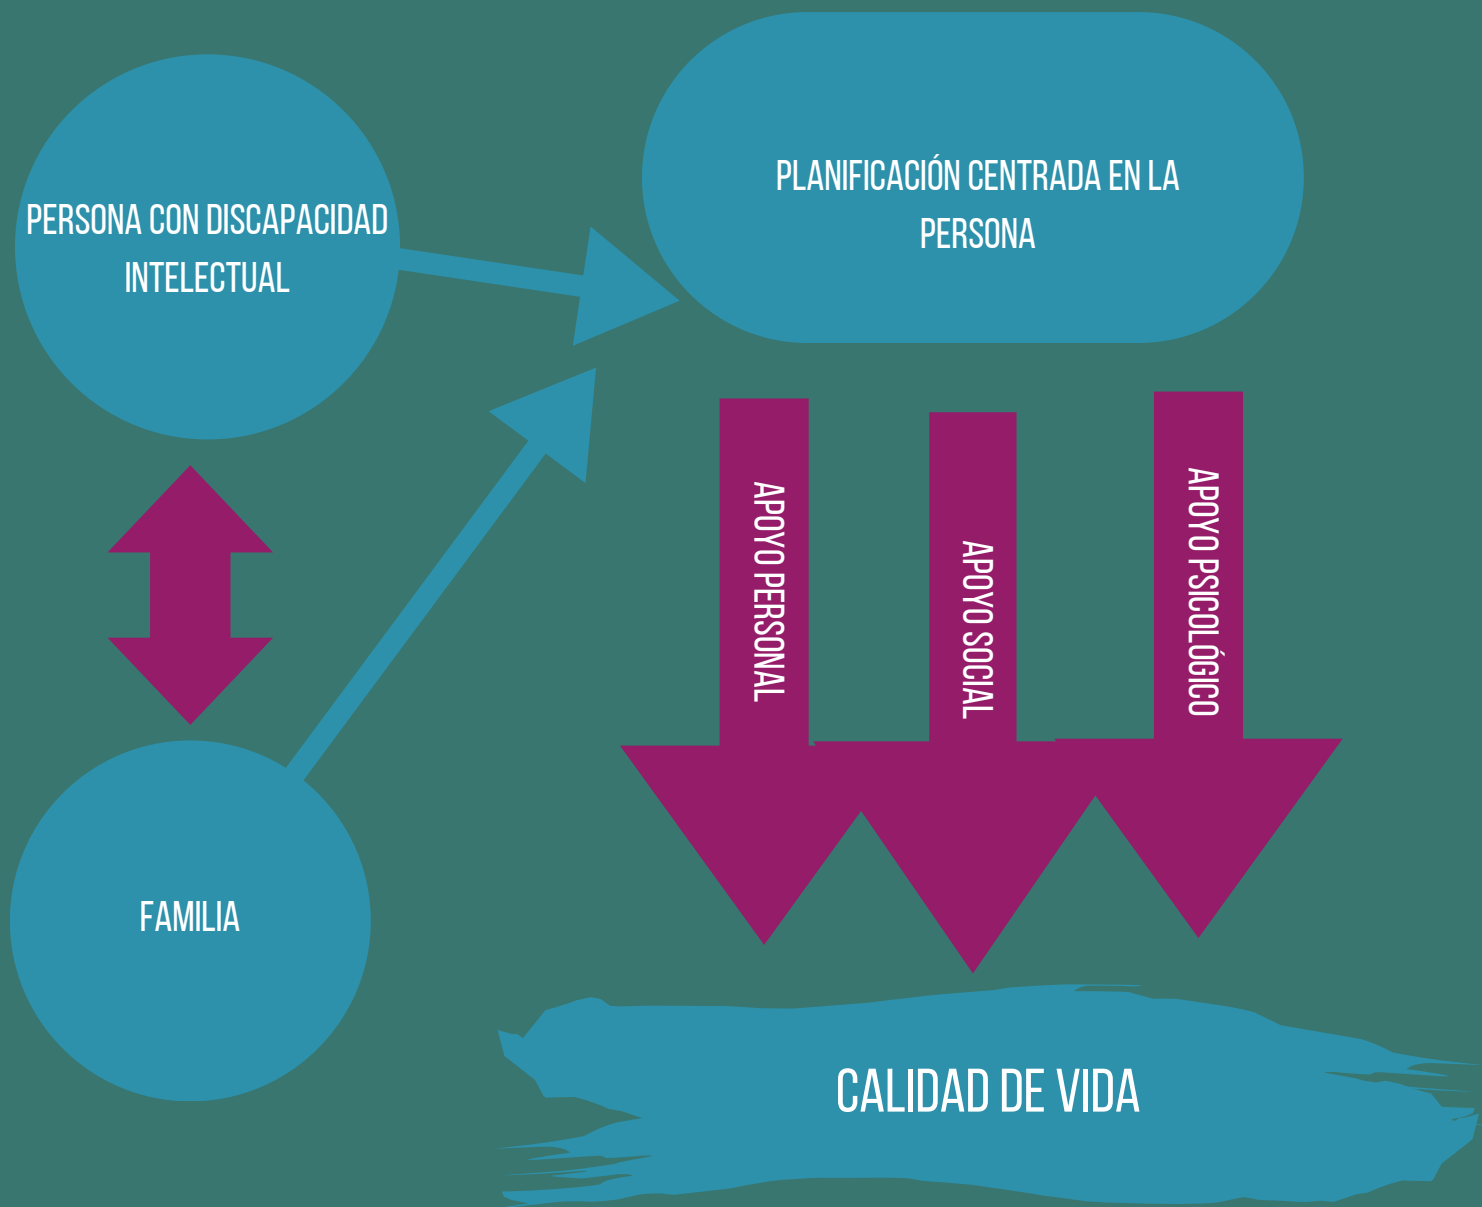 PERSONA CON DISCAPACIDAD
INTELECTUAL
PLANIFICACIÓN CENTRADA EN LA
PERSONA
APOYO PERSONAL
APOYO SOCIAL
APOYO PSICOLÓGICO
FAMILIA
CALIDAD DE VIDA